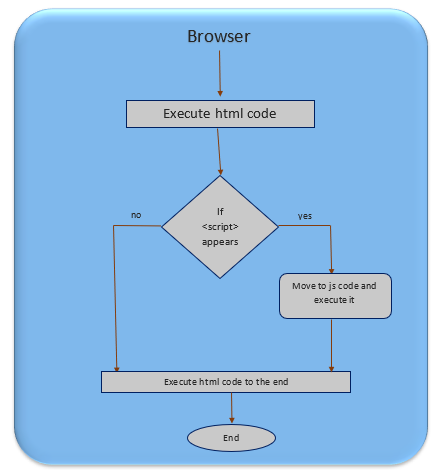 Browser
Execute html code
If
<script>
appears
no
yes
Move to js code and
execute it
Execute html code to the end
End